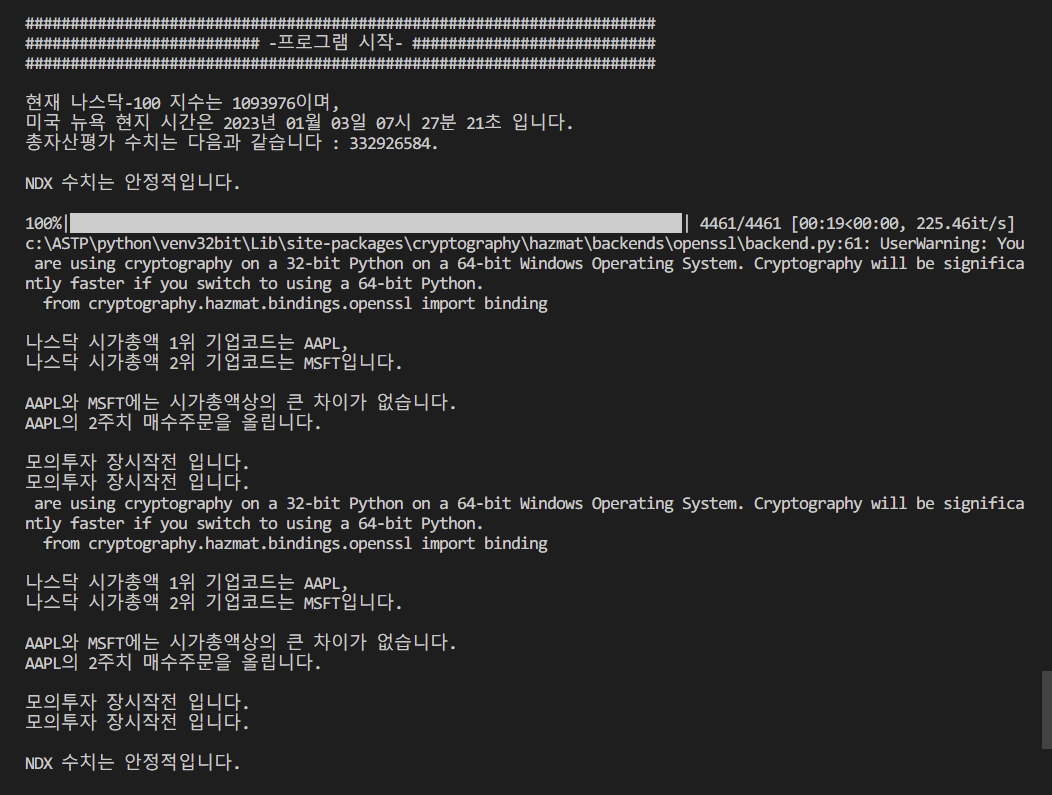 ######################################################################
########################## -프로그램 시작- ###########################
######################################################################
현재 나스닥-100 지수는 1093976이며,
미국 뉴욕 현지 시간은 2023년 01월 03일 07시 27분 21초 입니다.
총자산평가 수치는 다음과 같습니다 : 332926584.
NDX 수치는 안정적입니다.
100%|| 4461/4461 [00:19<00:00, 225.46it/s]
c:\ASTP\python\venv32bit\Lib\site-packages\cryptography\hazmat\backends\openssl\backend.py:61: UserWarning: You
are using cryptography on a 32-bit Python on a 64-bit Windows Operating System. Cryptography will be significa
ntly faster if you switch to using a 64-bit Python.
from cryptography.hazmat.bindings.openssl import binding
나스닥 시가총액 1위 기업코드는 AAPL,
나스닥 시가총액 2위 기업코드는 MSFT입니다.
AAPL와 MSFT에는 시가총액상의 큰 차이가 없습니다.
AAPL의 2주치 매수주문을 올립니다.
모의투자 장시작전 입니다.
모의투자 장시작전 입니다.
are using cryptography on a 32-bit Python on a 64-bit Windows Operating System. Cryptography will be significa
ntly faster if you switch to using a 64-bit Python.
from cryptography.hazmat.bindings.openssl import binding
나스닥 시가총액 1위 기업코드는 AAPL,
나스닥 시가총액 2위 기업코드는 MSFT입니다.
AAPL와 MSFT에는 시가총액상의 큰 차이가 없습니다.
AAPL의 2주치 매수주문을 올립니다.
모의투자 장시작전 입니다.
모의투자 장시작전 입니다.
NDX 수치는 안정적입니다.